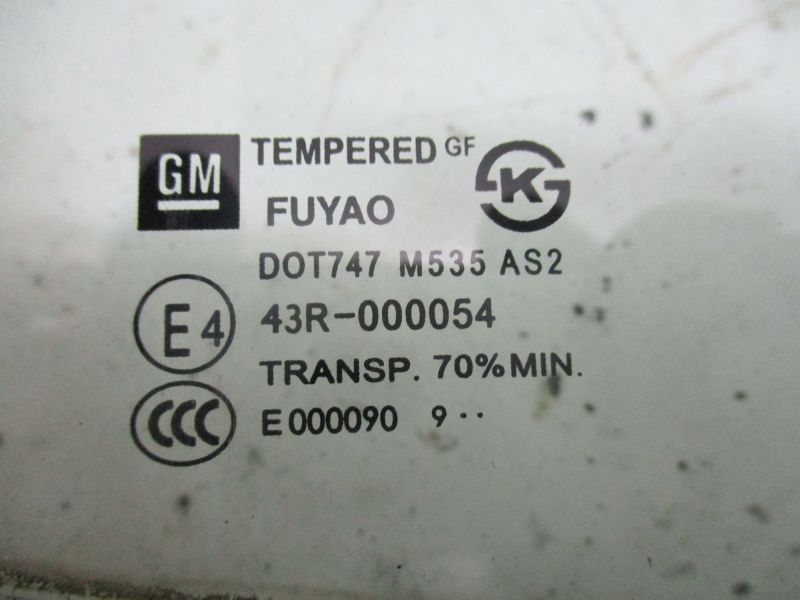 GM
TEMPERED GF
K
FUYAO
DOT747 M535 AS2
E4
43R-000054
TRANSP. 70%MIN.
CCC
E000090 9··